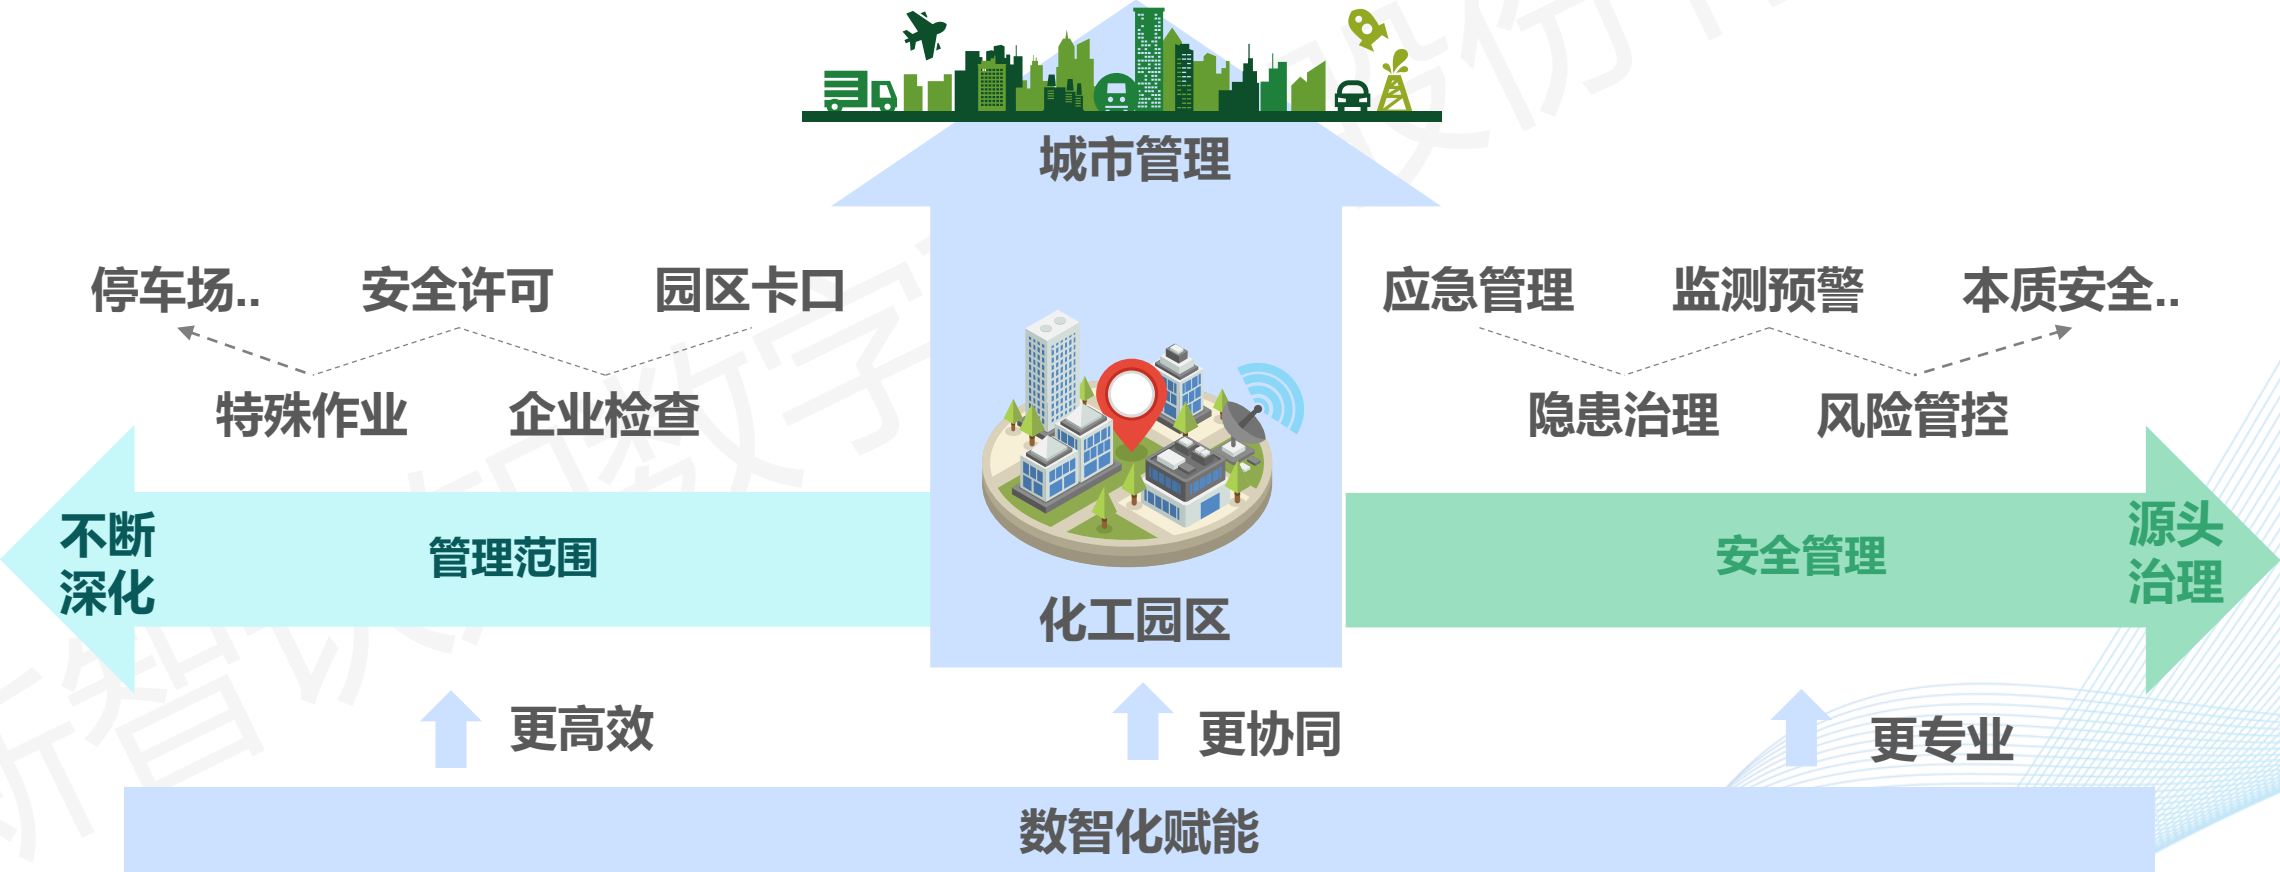 城市管理
停车场..
安全许可
园区卡口
应急管理
监测预警
本质安全..
特殊作业
企业检查
隐患治理
风险管控
不断
深化
管理范围
安全管理
源头
治理
化工园区
更高效
更协同
更专业
数智化赋能